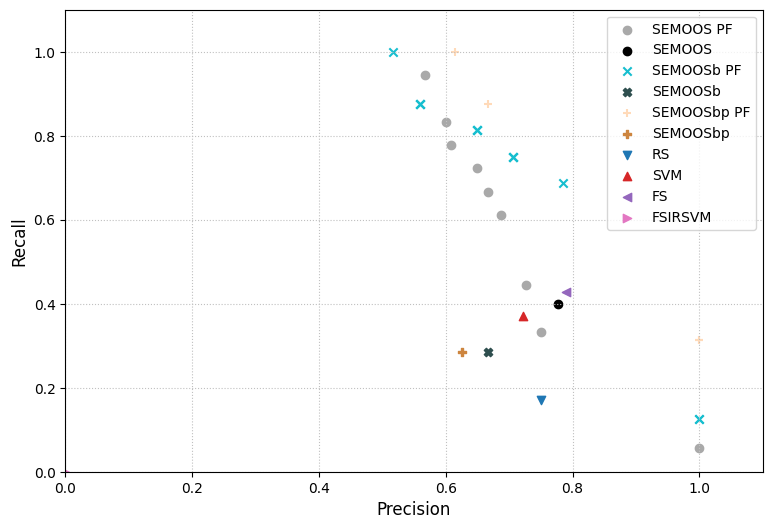 1.0
0.8
0.6
0.4
0.2
0.0
Recall
0.0 0.2 0.4 0.6 0.8 1.0
Precision
SEMOOS PF
SEMOOS
SEMOOSb PF
SEMOOSb
SEMOOSbp PF
SEMOOSbp
RS
SVM
FS
FSIRSVM